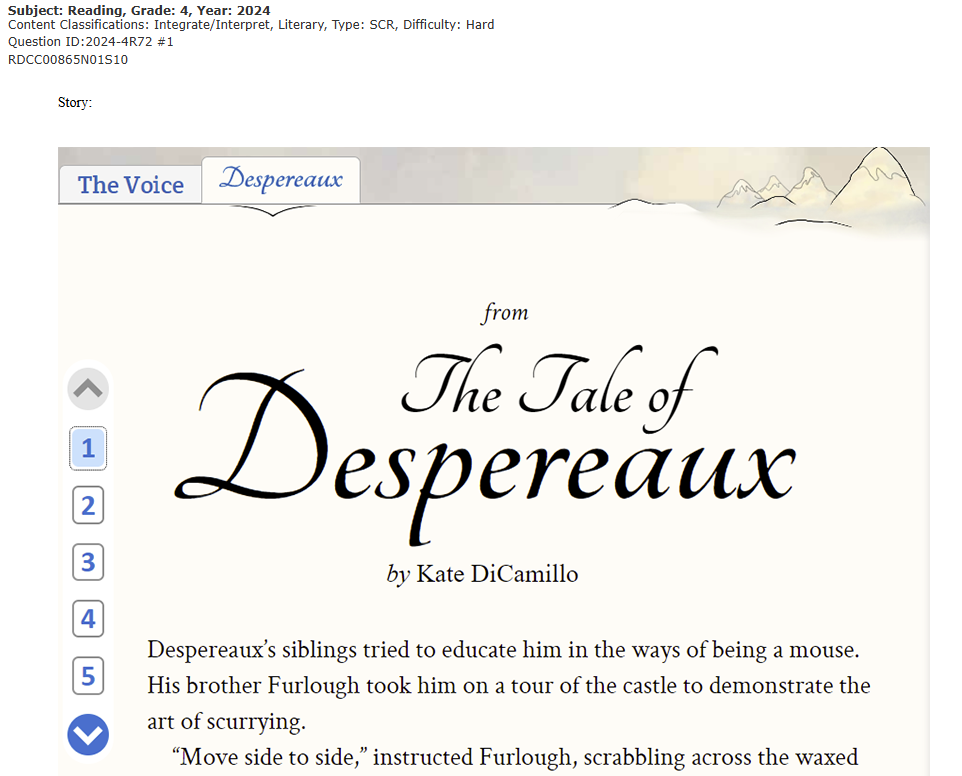 Subject: Reading, Grade: 4, Year: 2024
Content Classifications: Integrate/Interpret, Literary, Type: SCR, Difficulty: Hard
Question ID:2024-4R72 #1
RDCC00865N01S10
Story:
The Voice
Despereaux
from
The Tale of
Despereaux
by Kate DiCamillo
1
2
3
4
5
Despereaux’s siblings tried to educate him in the ways of being a mouse.
His brother Furlough took him on a tour of the castle to demonstrate the
art of scurrying.
“Move side to side,” instructed Furlough, scrabbling across the waxed